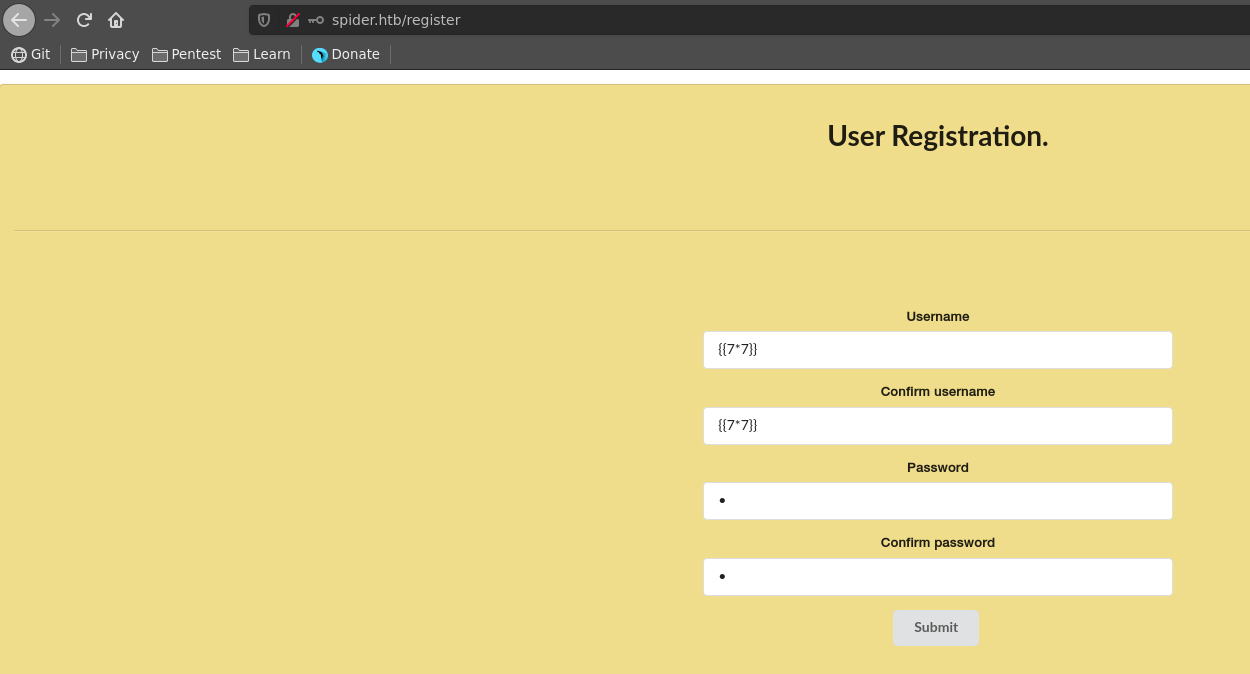 spider.htb/register
Git Privacy Pentest Learn Donate
User Registration.
Username
{{7*7}}
Confirm username
{{7*7}}
Password
•
Confirm password
•
Submit